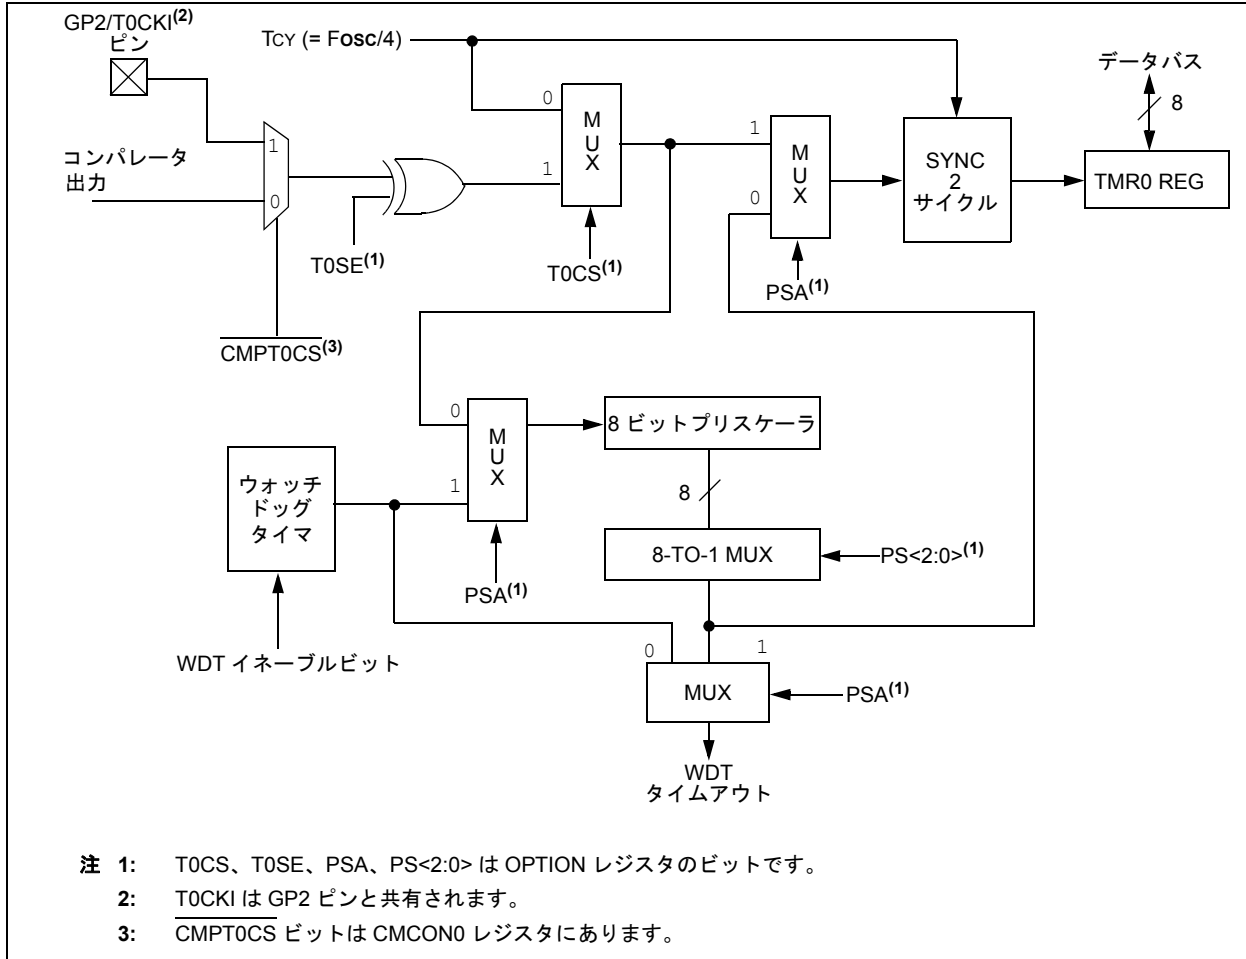 GP2/T0CKI(2)
ピン
TCY (= FOSC/4)
データバス
8
0
MUX
1
1
MUX
0
SYNC
2
サイクル
TMR0 REG
コンパレータ
出力
1
0
T0SE(1)
T0CS(1)
PSA(1)
CMPT0CS(3)
0
MUX
1
8 ビットプリスケーラ
ウォッチ
ドッグ
タイマ
8
8-TO-1 MUX
PS<2:0>(1)
PSA(1)
WDT イネーブルビット
0
1
MUX
PSA(1)
WDT
タイムアウト
注 1: T0CS、T0SE、PSA、PS<2:0> は OPTION レジスタのビットです。
2: T0CKI は GP2 ピンと共有されます。
3: CMPT0CS ビットは CMCON0 レジスタにあります。